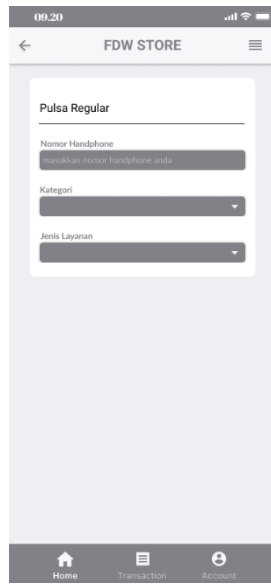 09.20
FDW STORE
Pulsa Regular
Nomor Handphone
masukkan nomor handphone anda
Kategori
Jenis Layanan
Home Transaction Account